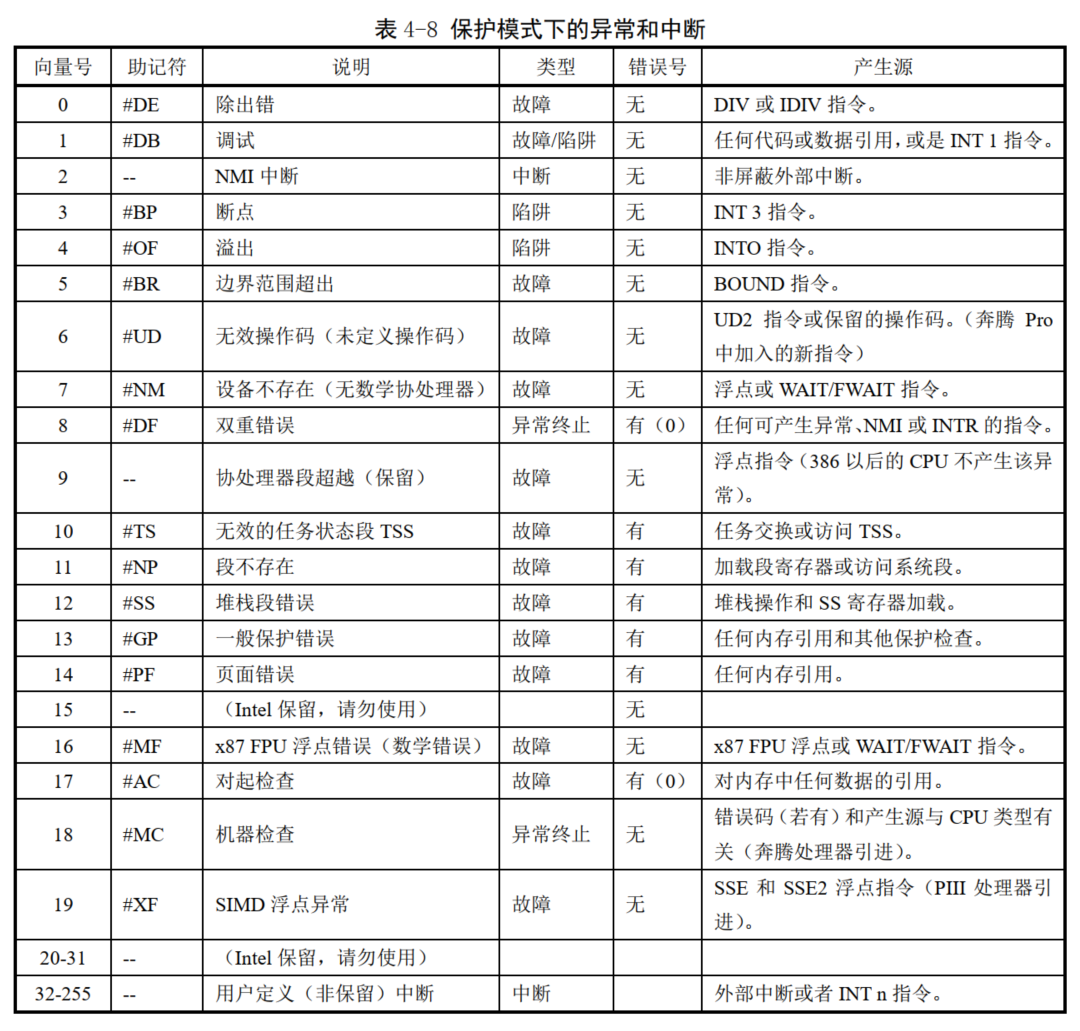 表 4-8 保护模式下的异常和中断
向量号 助记符 说明 类型 错误号 产生源
0 #DE 除出错 故障 无 DIV 或 IDIV 指令。
1 #DB 调试 故障/陷阱 无 任何代码或数据引用，或是 INT 1 指令。
2 -- NMI 中断 中断 无 非屏蔽外部中断。
3 #BP 断点 陷阱 无 INT 3 指令。
4 #OF 溢出 陷阱 无 INTO 指令。
5 #BR 边界范围超出 故障 无 BOUND 指令。
6 #UD 无效操作码（未定义操作码） 故障 无 UD2 指令或保留的操作码。（奔腾 Pro
中加入的新指令）
7 #NM 设备不存在（无数学协处理器） 故障 无 浮点或 WAIT/FWAIT 指令。
8 #DF 双重错误 异常终止 有（0） 任何可产生异常、NMI 或 INTR 的指令。
9 -- 协处理器段超越（保留） 故障 无 浮点指令（386 以后的 CPU 不产生该异
常）。
10 #TS 无效的任务状态段 TSS 故障 有 任务交换或访问 TSS。
11 #NP 段不存在 故障 有 加载段寄存器或访问系统段。
12 #SS 堆栈段错误 故障 有 堆栈操作和 SS 寄存器加载。
13 #GP 一般保护错误 故障 有 任何内存引用和其他保护检查。
14 #PF 页面错误 故障 有 任何内存引用。
15 -- （Intel 保留，请勿使用） 无
16 #MF x87 FPU 浮点错误（数学错误） 故障 无 x87 FPU 浮点或 WAIT/FWAIT 指令。
17 #AC 对起检查 故障 有（0） 对内存中任何数据的引用。
18 #MC 机器检查 异常终止 无 错误码（若有）和产生源与 CPU 类型有
关（奔腾处理器引进）。
19 #XF SIMD 浮点异常 故障 无 SSE 和 SSE2 浮点指令（PIII 处理器引
进）。
20-31 -- （Intel 保留，请勿使用）
32-255 -- 用户定义（非保留）中断 中断 外部中断或者 INT n 指令。